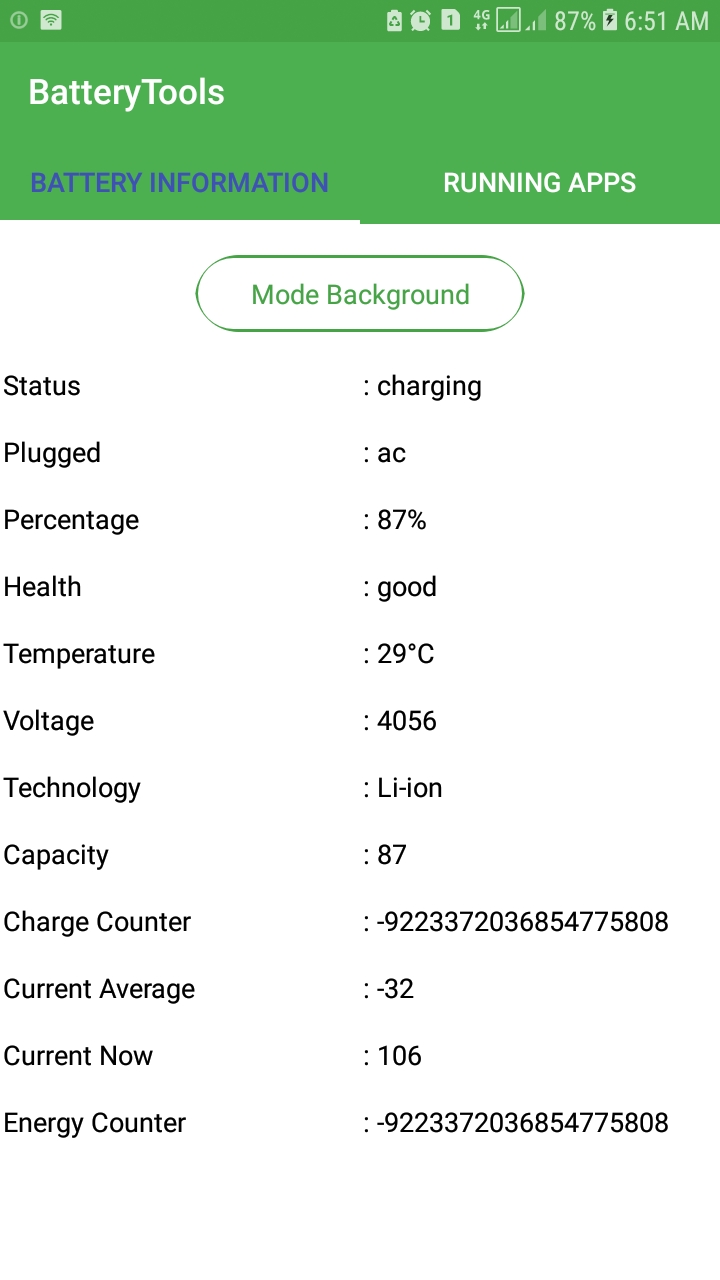 1 4G 87% 6:51 AM
BatteryTools
BATTERY INFORMATION RUNNING APPS
Mode Background
Status : charging
Plugged : ac
Percentage : 87%
Health : good
Temperature : 29°C
Voltage : 4056
Technology : Li-ion
Capacity : 87
Charge Counter : -9223372036854775808
Current Average : -32
Current Now : 106
Energy Counter : -9223372036854775808